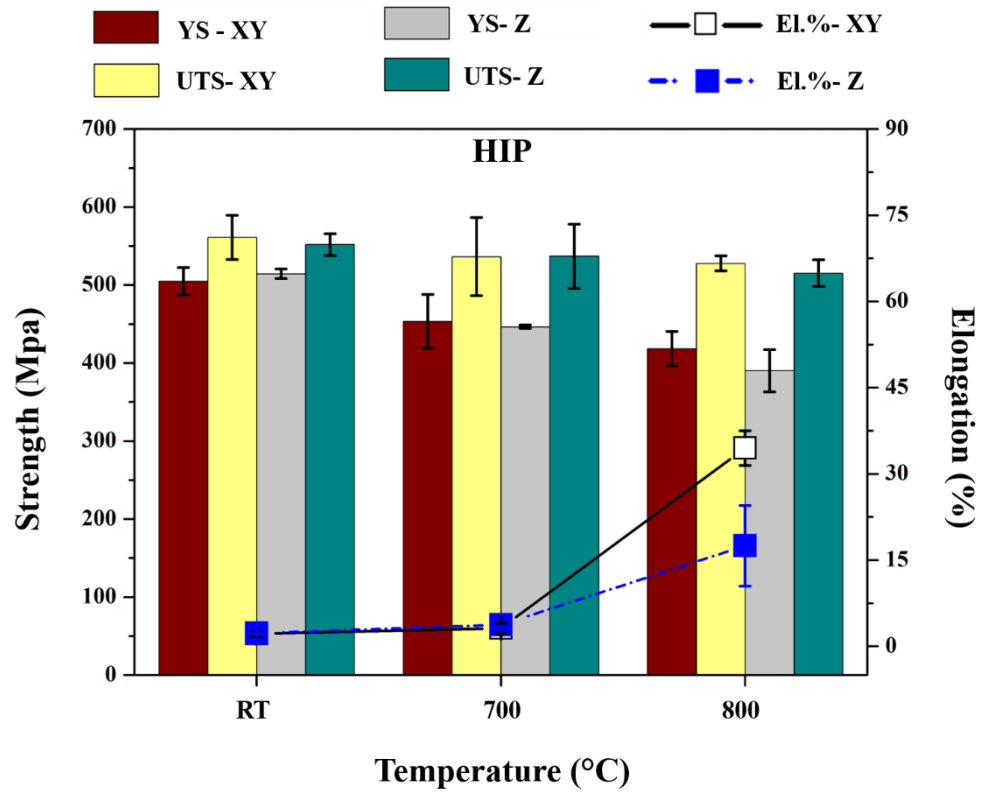 YS - XY
YS- Z
El.%- XY
UTS- XY
UTS- Z
El.%- Z
HIP
700
600
500
400
300
200
100
0
Strength (Mpa)
90
75
60
45
30
15
0
Elongation (%)
RT
700
800
Temperature (°C)